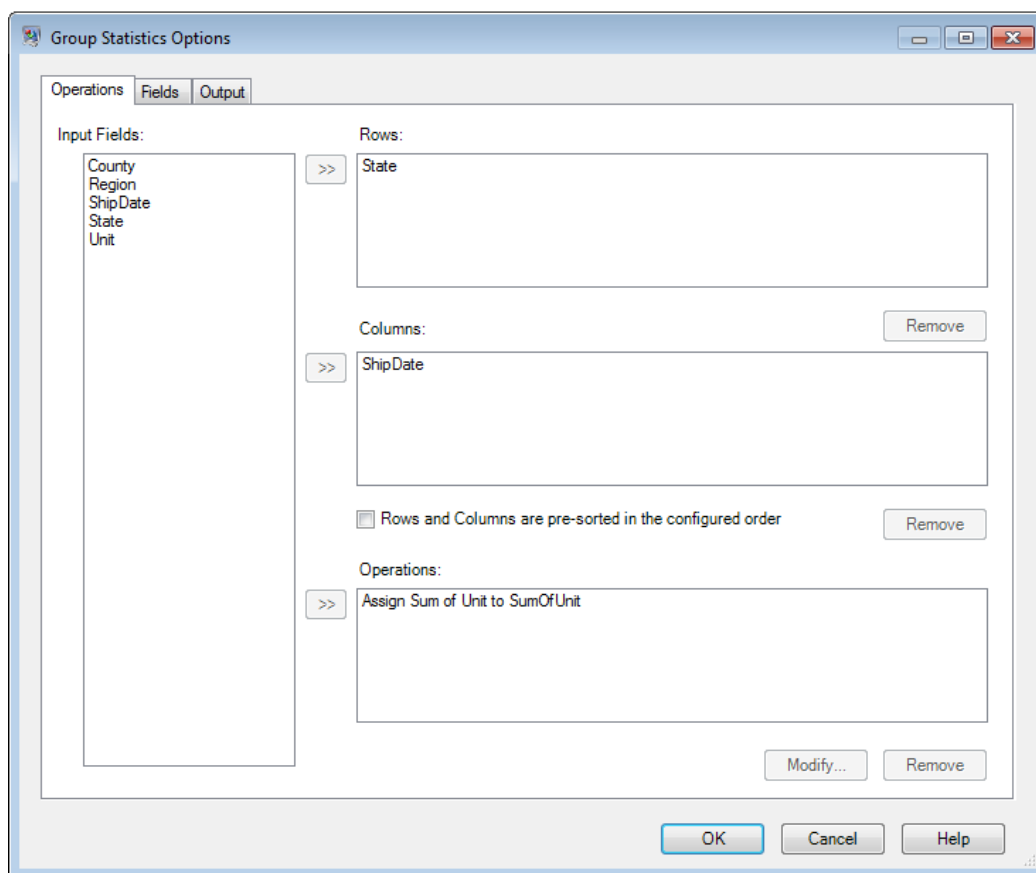 Group Statistics Options
Operations Fields Output
Input Fields:
County
Region
ShipDate
State
Unit
>>
Rows:
State
Remove
Columns:
>>
ShipDate
Rows and Columns are pre-sorted in the configured order
Remove
Operations:
>>
Assign Sum of Unit to SumOfUnit
Modify... Remove
OK Cancel Help